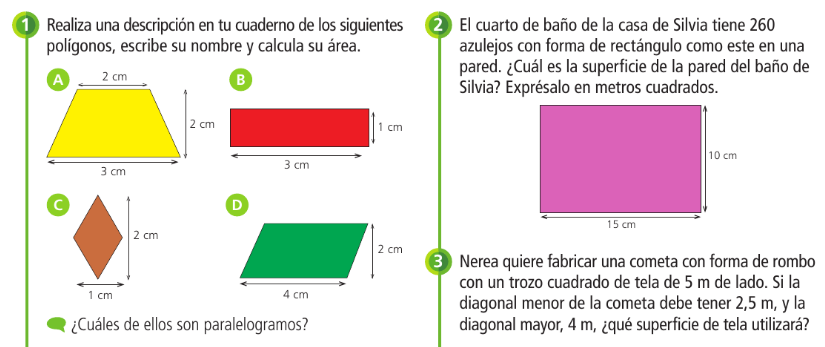 1 Realiza una descripción en tu cuaderno de los siguientes
polígonos, escribe su nombre y calcula su área.
A
2 cm
2 cm
3 cm
B
1 cm
3 cm
C
2 cm
1 cm
D
2 cm
4 cm
¿Cuáles de ellos son paralelogramos?
2 El cuarto de baño de la casa de Silvia tiene 260
azulejos con forma de rectángulo como este en una
pared. ¿Cuál es la superficie de la pared del baño de
Silvia? Exprésalo en metros cuadrados.
10 cm
15 cm
3 Nerea quiere fabricar una cometa con forma de rombo
con un trozo cuadrado de tela de 5 m de lado. Si la
diagonal menor de la cometa debe tener 2,5 m, y la
diagonal mayor, 4 m, ¿qué superficie de tela utilizará?